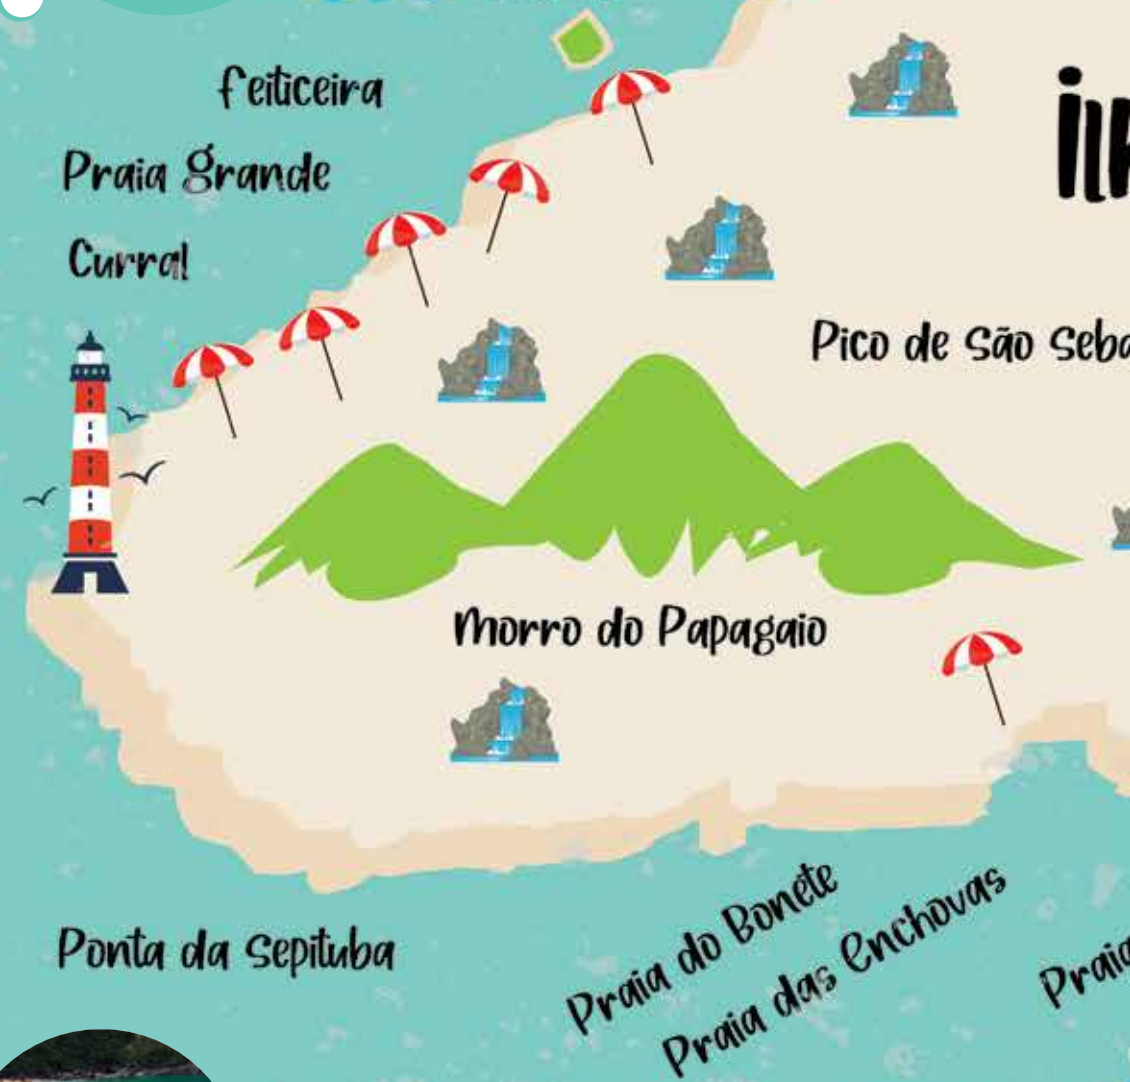 Feiticeira
Praia Grande
Curral
Pico de São
Morro do Papagaio
Ponta da Sepituba
Praia do Bonete
Praia das Enchovas
Praia